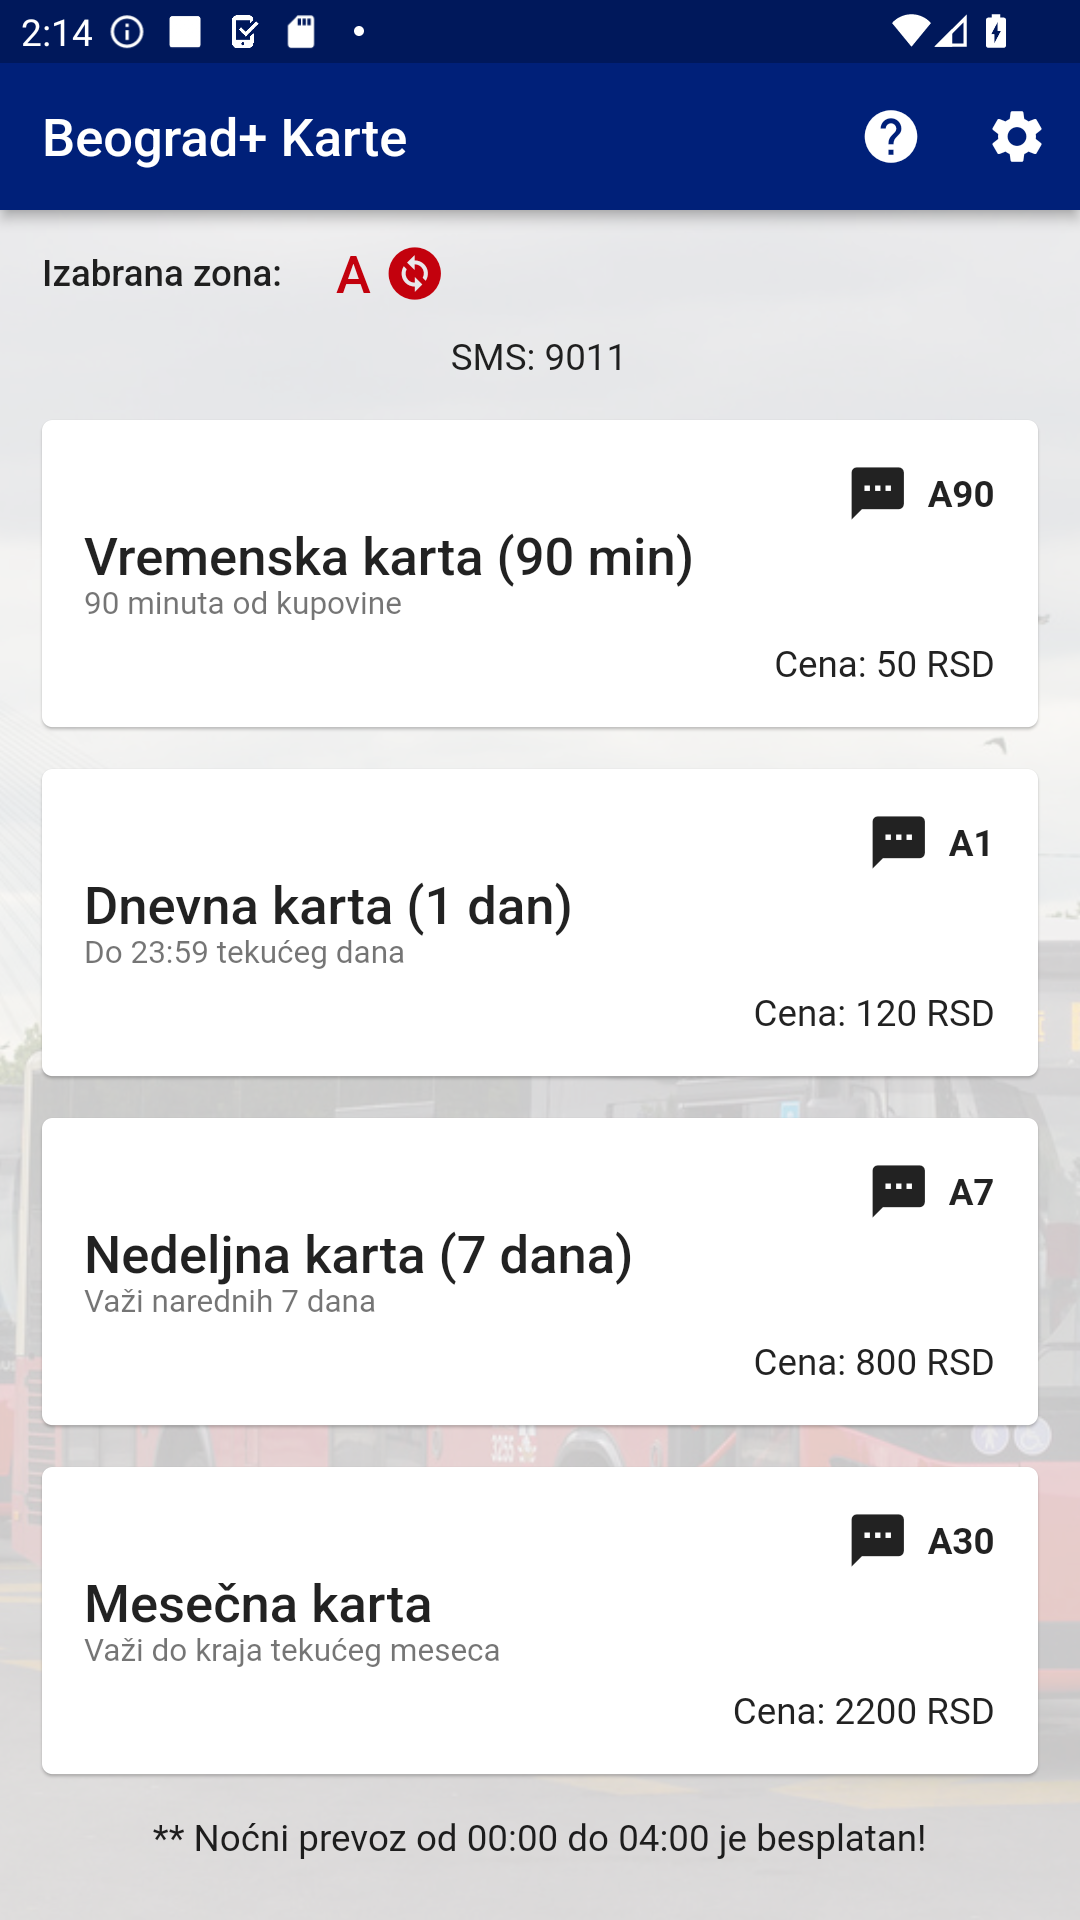 2:14
Beograd+ Karte
Izabrana zona: A
SMS: 9011
A90
Vremenska karta (90 min)
90 minuta od kupovine
Cena: 50 RSD
A1
Dnevna karta (1 dan)
Do 23:59 tekućeg dana
Cena: 120 RSD
A7
Nedeljna karta (7 dana)
Važi narednih 7 dana
Cena: 800 RSD
3255
A30
Mesečna karta
Važi do kraja tekućeg meseca
Cena: 2200 RSD
** Noćni prevoz od 00:00 do 04:00 je besplatan!